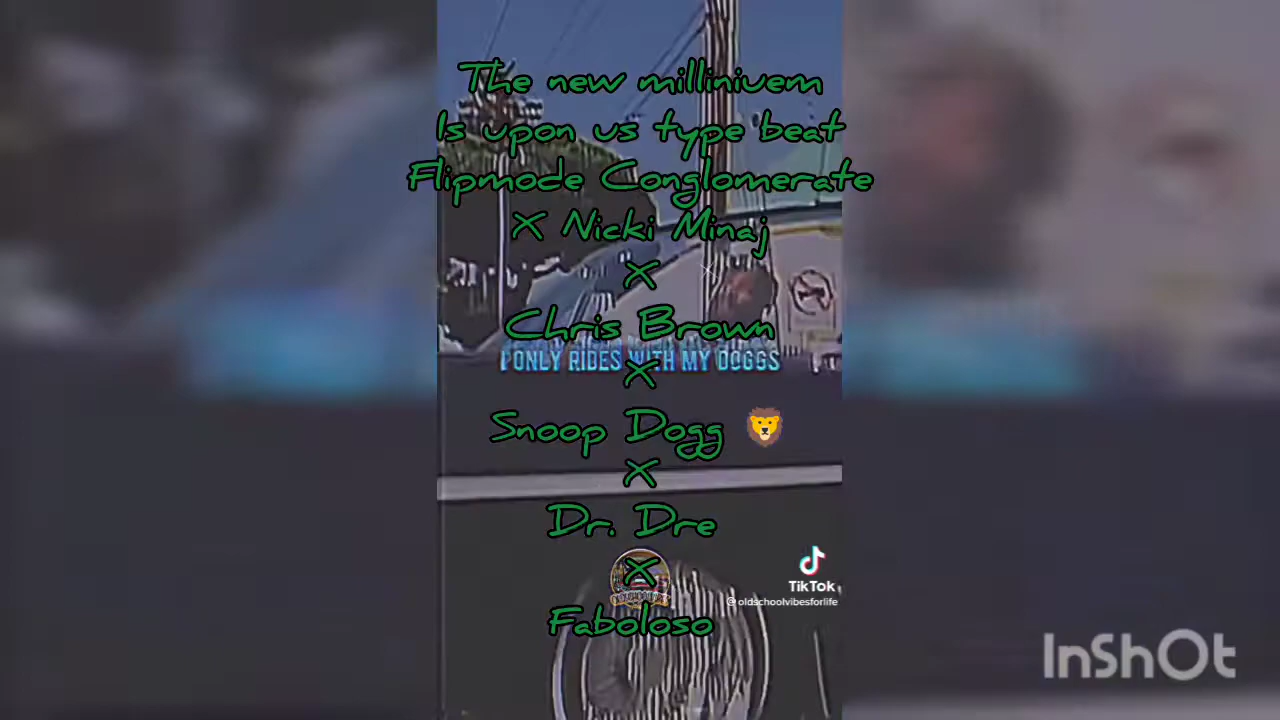 The new milliniuem
Is upon us type beat
Flipmode Conglomerate
X Nicki Minaj
X
Chris Brown
I ONLY RIDES WITH MY DOGGS
X
Snoop Dogg 🦁
X
Dr. Dre
X
TikTok
@oldschoolvibesforlife
Faboloso
InShOt